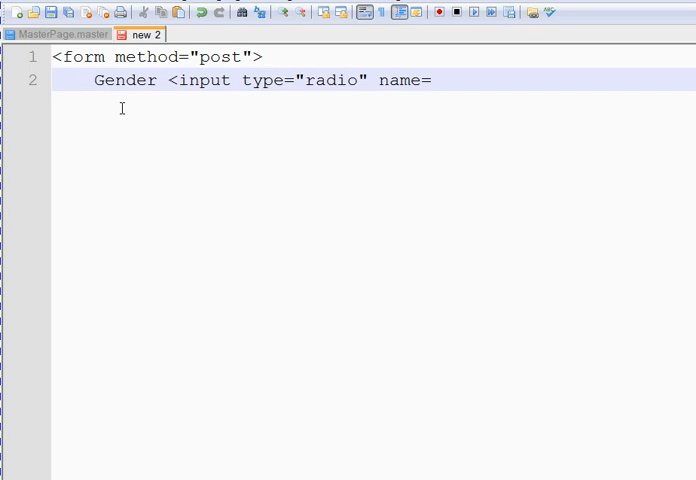 MasterPage.master new 2
1 <form method="post">
2 Gender <input type="radio" name=